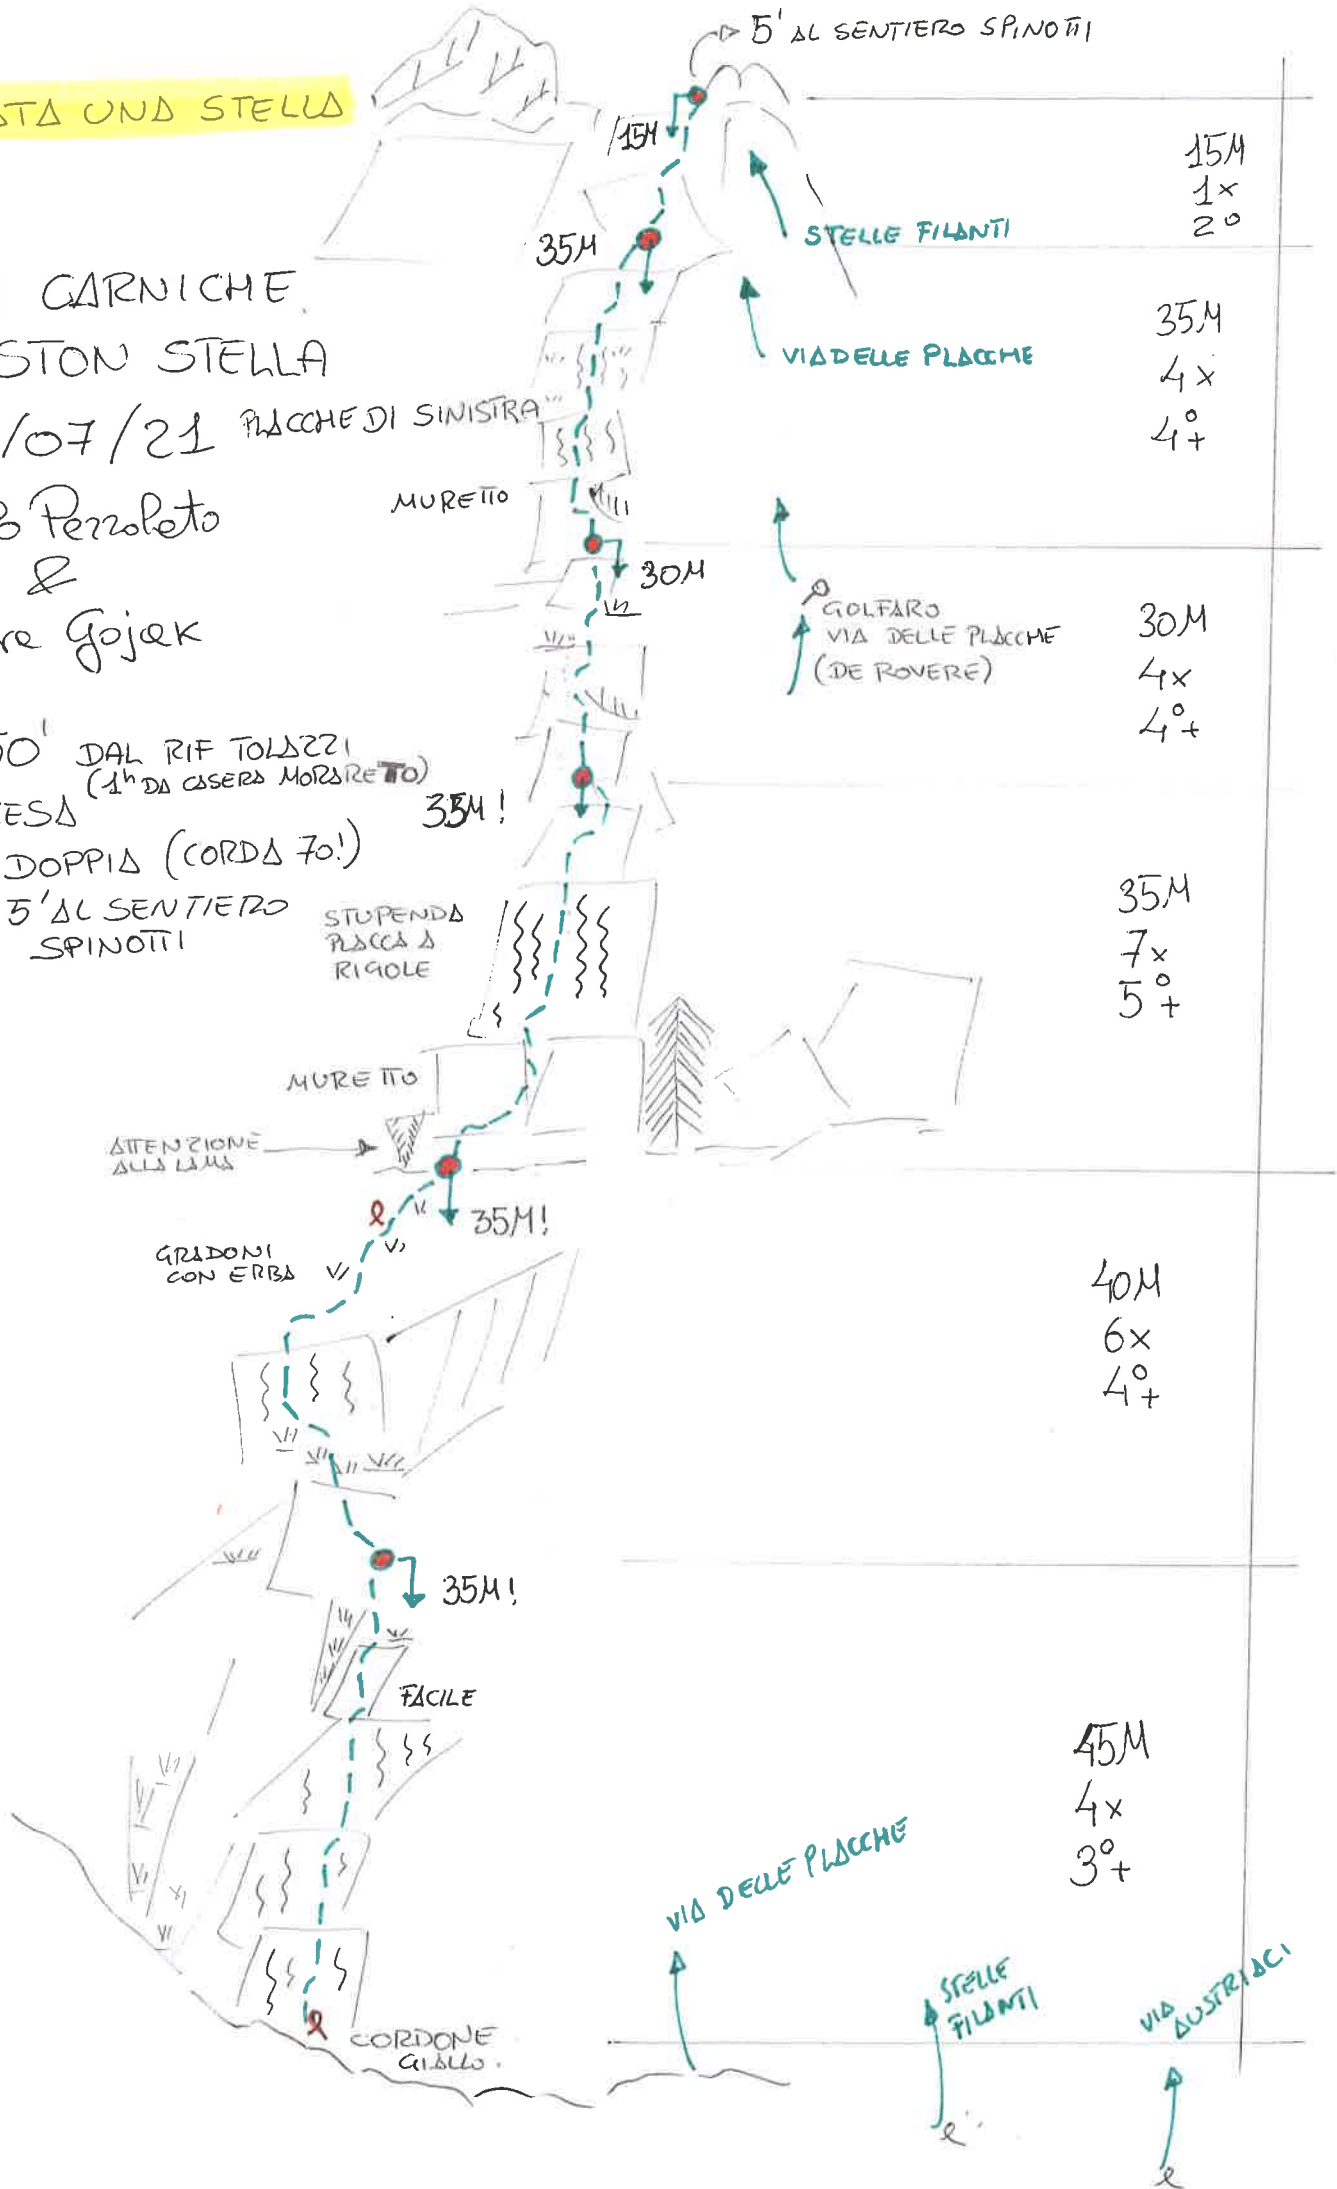 5' AL SENTIERO SPINOTTI
STA UNA STELLA
15M
15M
1x
2°
STELLE FILANTI
35M
CARNICHE
STON STELLA
/07/21
PLACCHE DI SINISTRA
VIA DELLE PLACCHE
35M
4x
4°+
MURETTO
Pezzolato
&
Gojak
30M
GOLFARO
VIA DELLE PLACCHE
(DE ROVERE)
30M
4x
4°+
50' DAL RIF TOLAZZI
(1h DA CASERA MORARETO)
ESA
DOPPIA (CORDA 70!)
5' AL SENTIERO
SPINOTTI
35M!
STUPENDA
PLACCA A
RIGOLE
35M
7x
5°+
MURETTO
ATTENZIONE
ALLA LAMA
35M!
GRADONI
CON ERBA
40M
6x
4°+
35M!
FACILE
45M
4x
3°+
VIA DELLE PLACCHE
STELLE
FILANTI
VIA
AUSTRIACI
CORDONE
GIALLO.